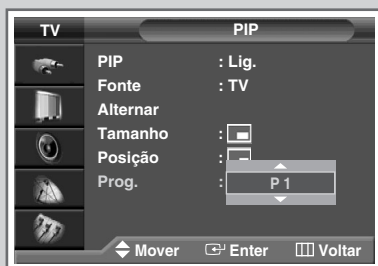 TV PIP
PIP : Lig.
Fonte : TV
Alternar
Tamanho :
Posição :
Prog. : P 1
Mover Enter Voltar